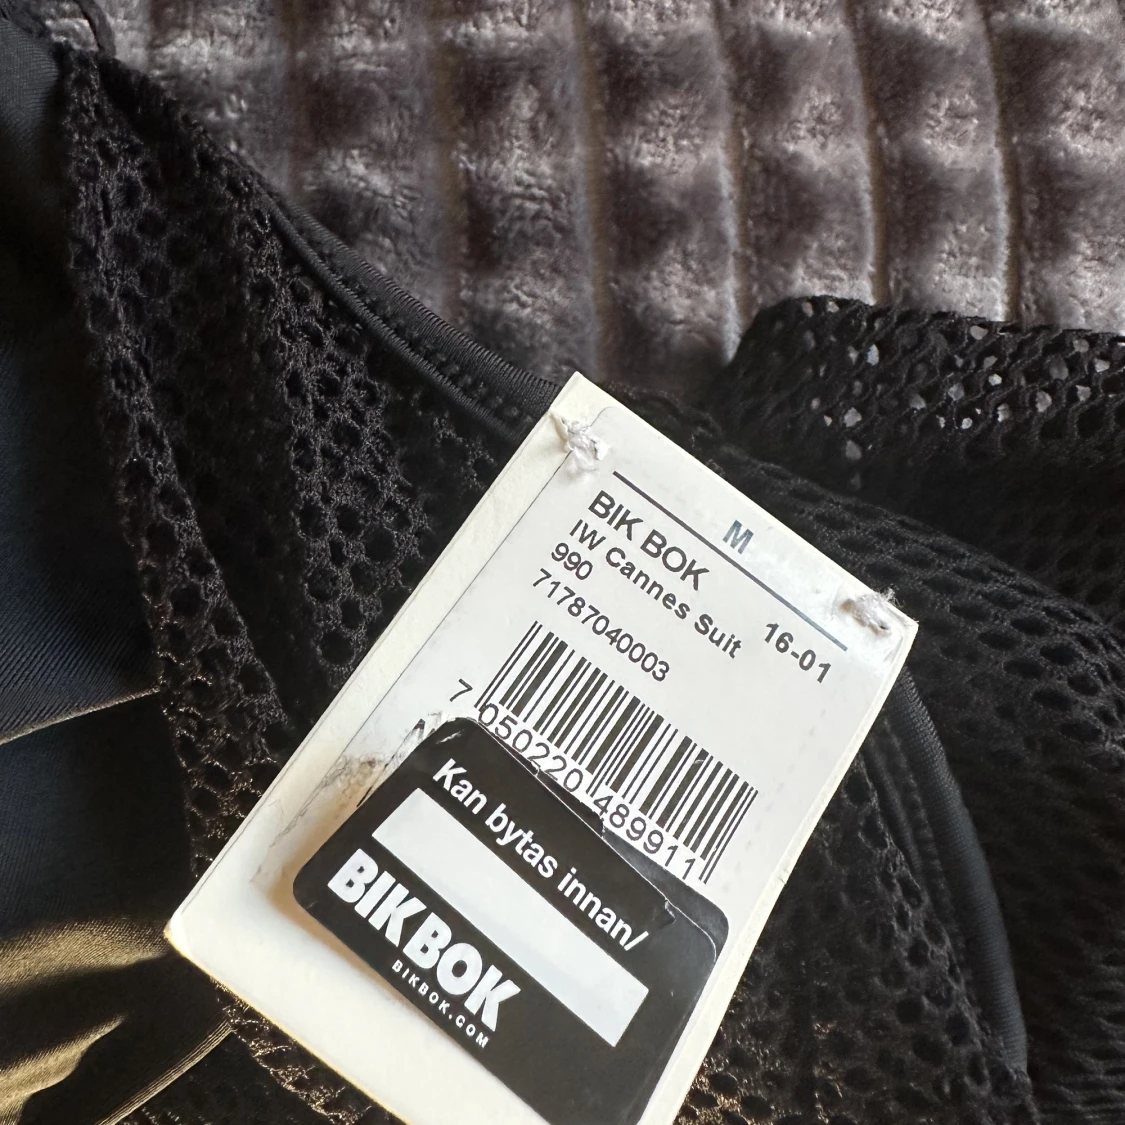 M
BIK BOK
IW Cannes Suit
990 16-01
71787040003
7 050220 489911
Kan bytas innan/
BIKBOK
BIKBOK.COM